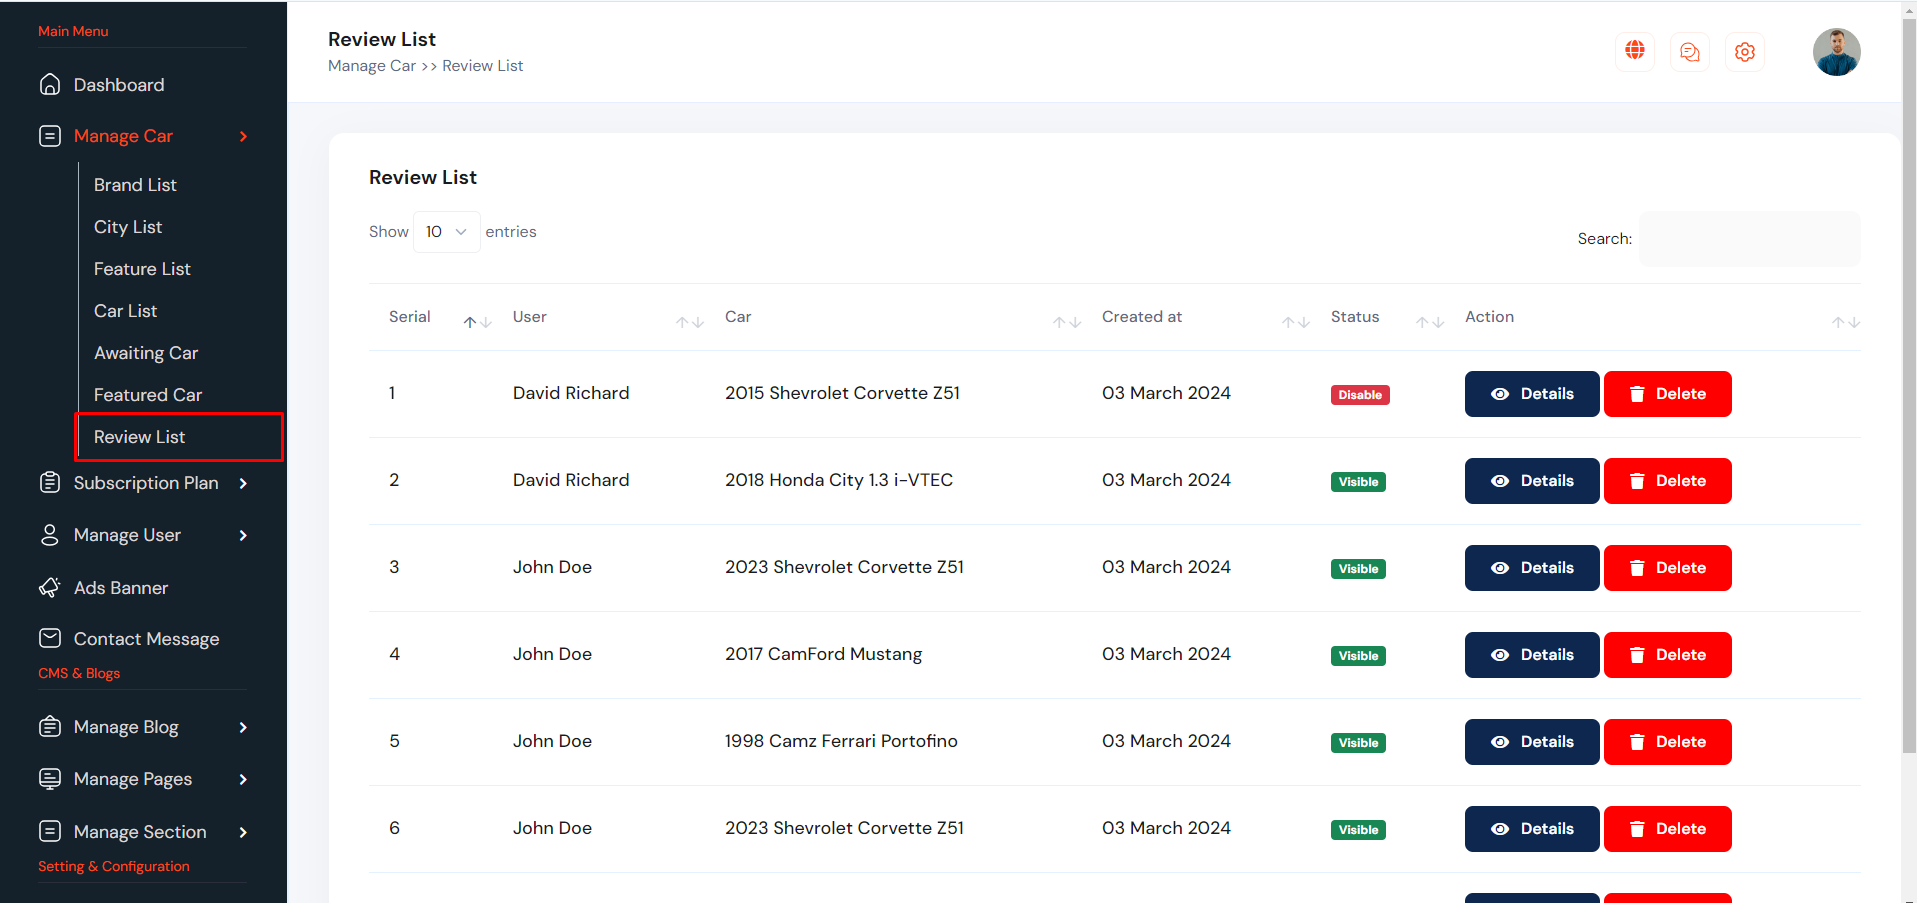 Main Menu
Dashboard
Manage Car
Brand List
City List
Feature List
Car List
Awaiting Car
Featured Car
Review List
Subscription Plan
Manage User
Ads Banner
Contact Message
CMS & Blogs
Manage Blog
Manage Pages
Manage Section
Setting & Configuration
Review List
Manage Car >> Review List
Review List
Show 10 entries
Search:
Serial User Car Created at Status Action
1 David Richard 2015 Shevrolet Corvette Z51 03 March 2024 Disable Details Delete
2 David Richard 2018 Honda City 1.3 i-VTEC 03 March 2024 Visible Details Delete
3 John Doe 2023 Shevrolet Corvette Z51 03 March 2024 Visible Details Delete
4 John Doe 2017 CamFord Mustang 03 March 2024 Visible Details Delete
5 John Doe 1998 Camz Ferrari Portofino 03 March 2024 Visible Details Delete
6 John Doe 2023 Shevrolet Corvette Z51 03 March 2024 Visible Details Delete